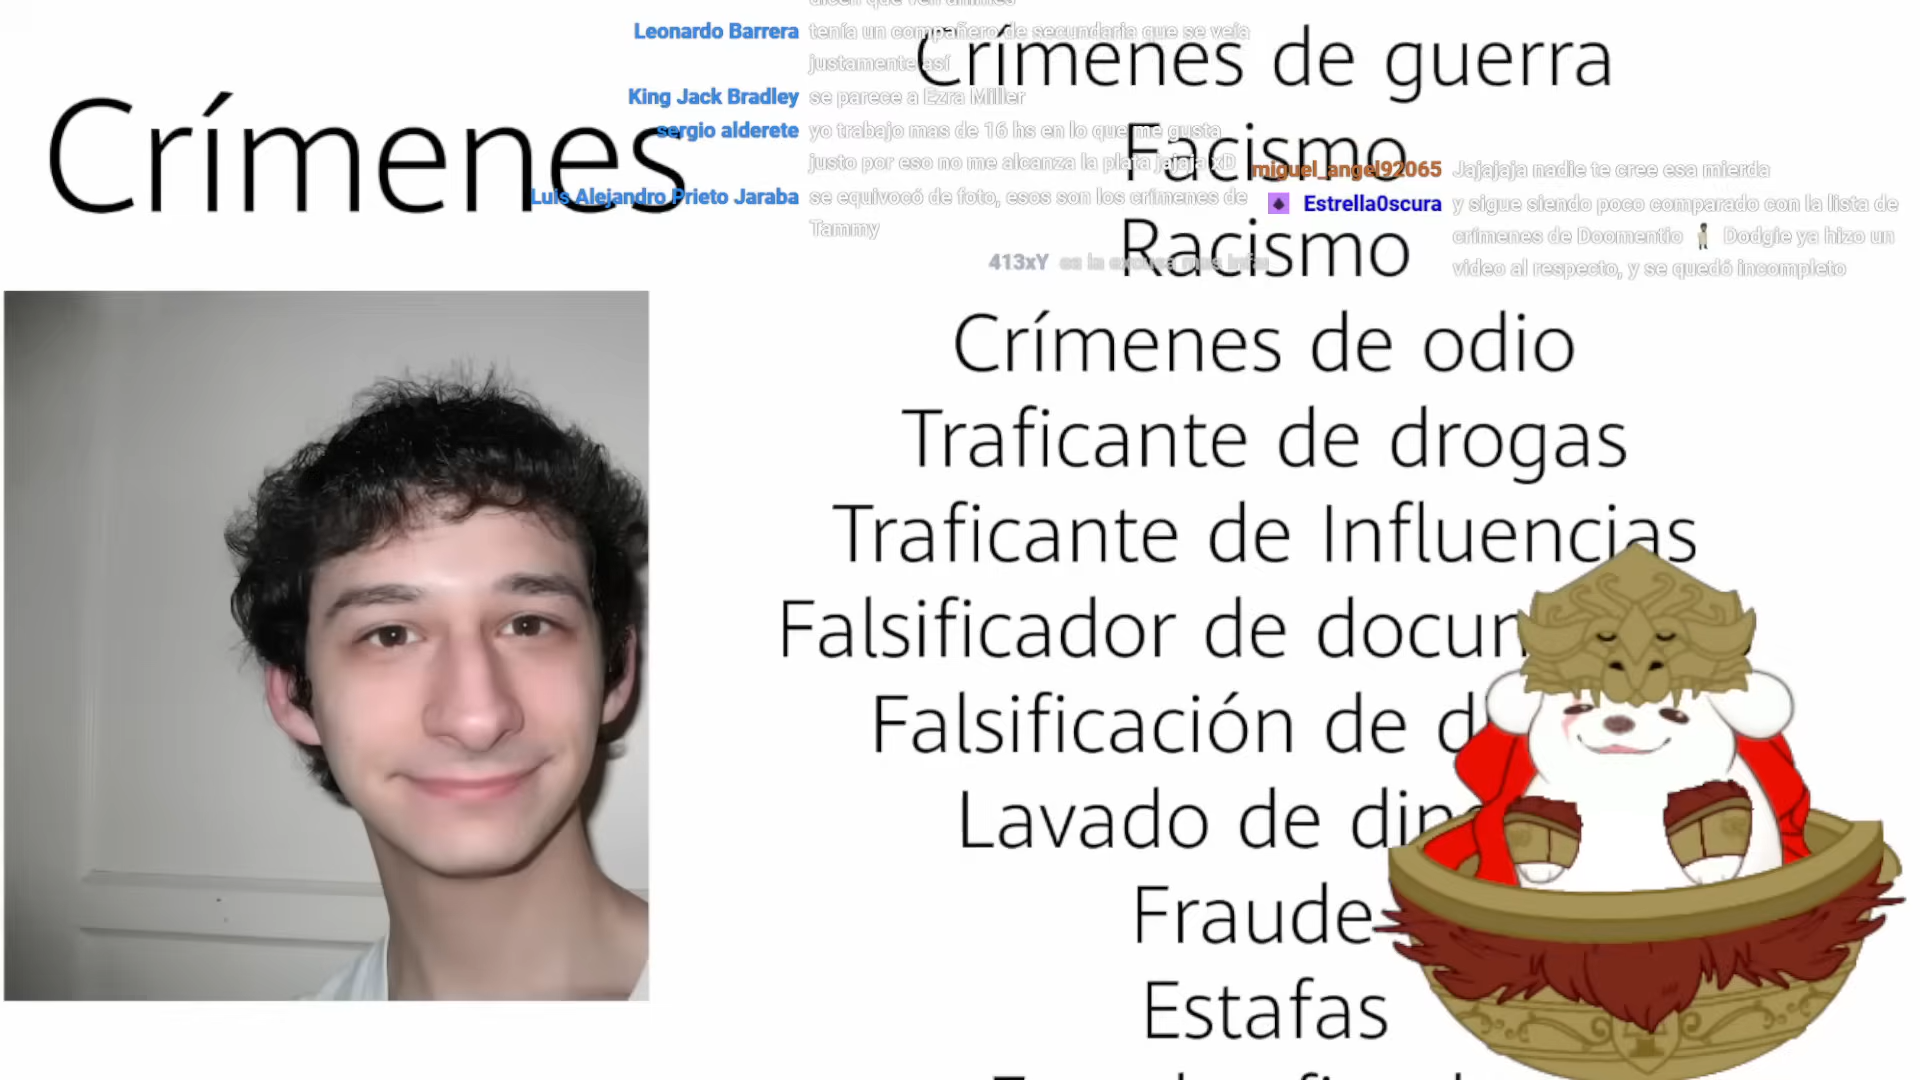 Crímenes
Leonardo Barrera tenía un compañero de secundaria que se veía
justamente así
King Jack Bradley se parece a Ezra Miller
sergio alderete yo trabajo mas de 16 hs en lo que me gusta
justo por eso no me alcanza la plata jajaja xD
Luis Alejandro Prieto Jaraba se equivocó de foto, esos son los crímenes de
Tammy
413xY es la
miguel_angel92065 Jajajaja nadie te cree esa mierda
Estrella0scura y sigue siendo poco comparado con la lista de
crímenes de Doomentio Dodgie ya hizo un
video al respecto, y se quedó incompleto
Crímenes de guerra
Facismo
Racismo
Crímenes de odio
Traficante de drogas
Traficante de Influencias
Falsificador de
Falsificación de
Lavado de
Fraude
Estafas